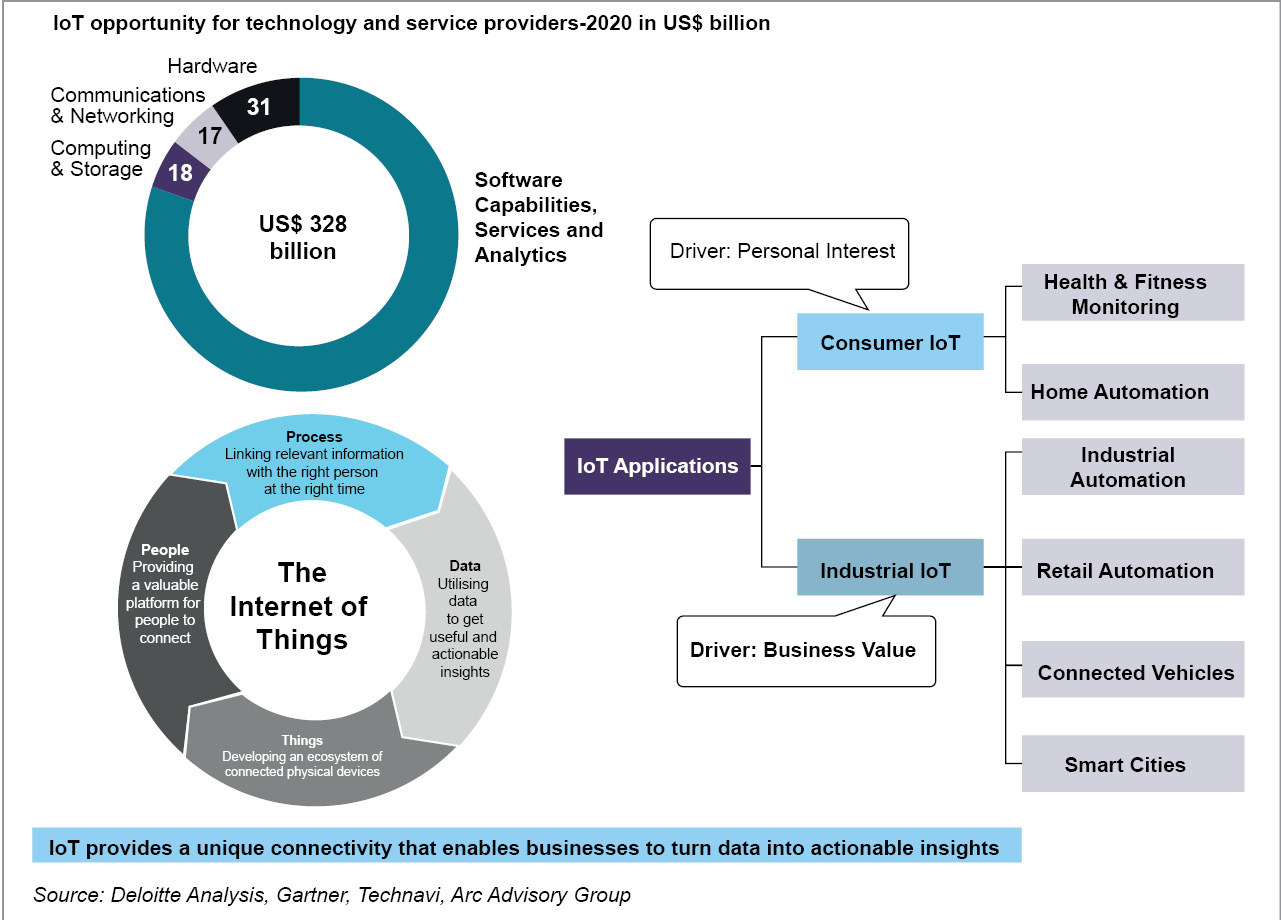 IoT opportunity for technology and service providers-2020 in US$ billion
Hardware
Communications
& Networking
Computing
& Storage
31
17
18
US$ 328
billion
Software
Capabilities,
Services and
Analytics
Process
Linking relevant information
with the right person
at the right time
People
Providing
a valuable
platform for
people to
connect
The
Internet of
Things
Data
Utilising
data
to get
useful and
actionable
insights
Things
Developing an ecosystem of
connected physical devices
IoT Applications
Driver: Personal Interest
Consumer IoT
Health & Fitness
Monitoring
Home Automation
Industrial IoT
Driver: Business Value
Industrial
Automation
Retail Automation
Connected Vehicles
Smart Cities
IoT provides a unique connectivity that enables businesses to turn data into actionable insights
Source: Deloitte Analysis, Gartner, Technavi, Arc Advisory Group